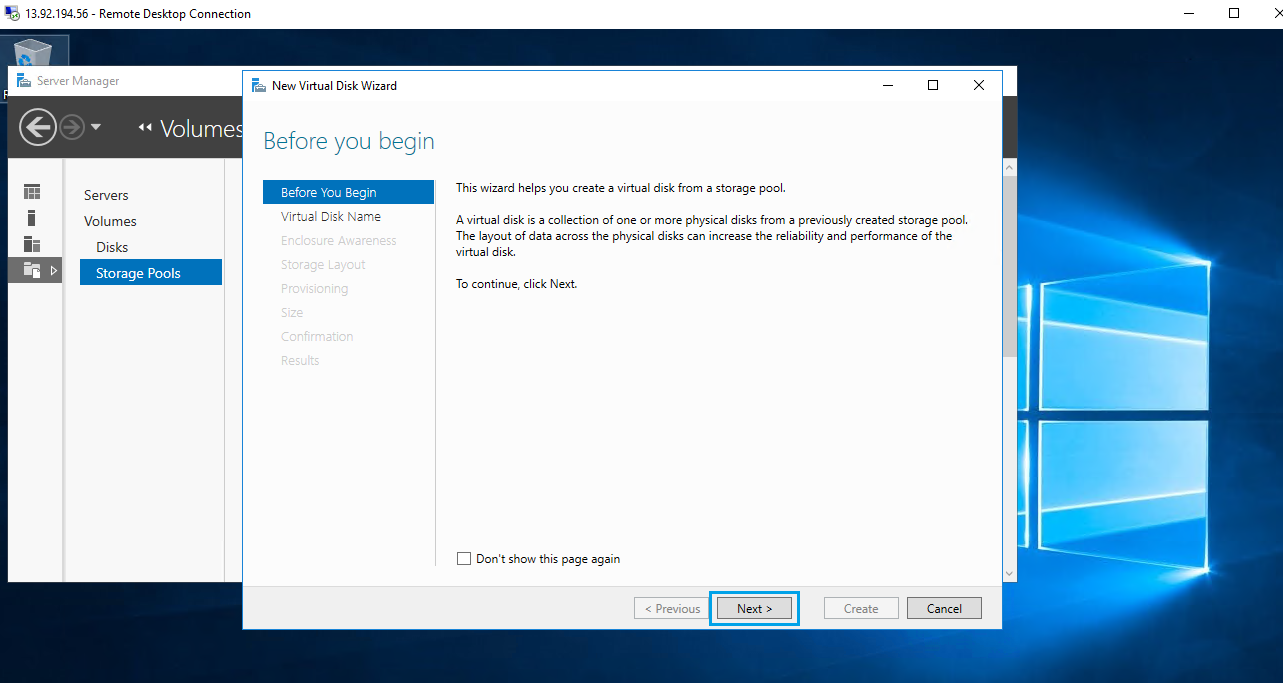 13.92.194.56 - Remote Desktop Connection
Server Manager
Volumes
Servers
Volumes
Disks
Storage Pools
New Virtual Disk Wizard
Before you begin
Before You Begin
Virtual Disk Name
Enclosure Awareness
Storage Layout
Provisioning
Size
Confirmation
Results
This wizard helps you create a virtual disk from a storage pool.
A virtual disk is a collection of one or more physical disks from a previously created storage pool.
The layout of data across the physical disks can increase the reliability and performance of the
virtual disk.
To continue, click Next.
Don't show this page again
< Previous
Next >
Create
Cancel